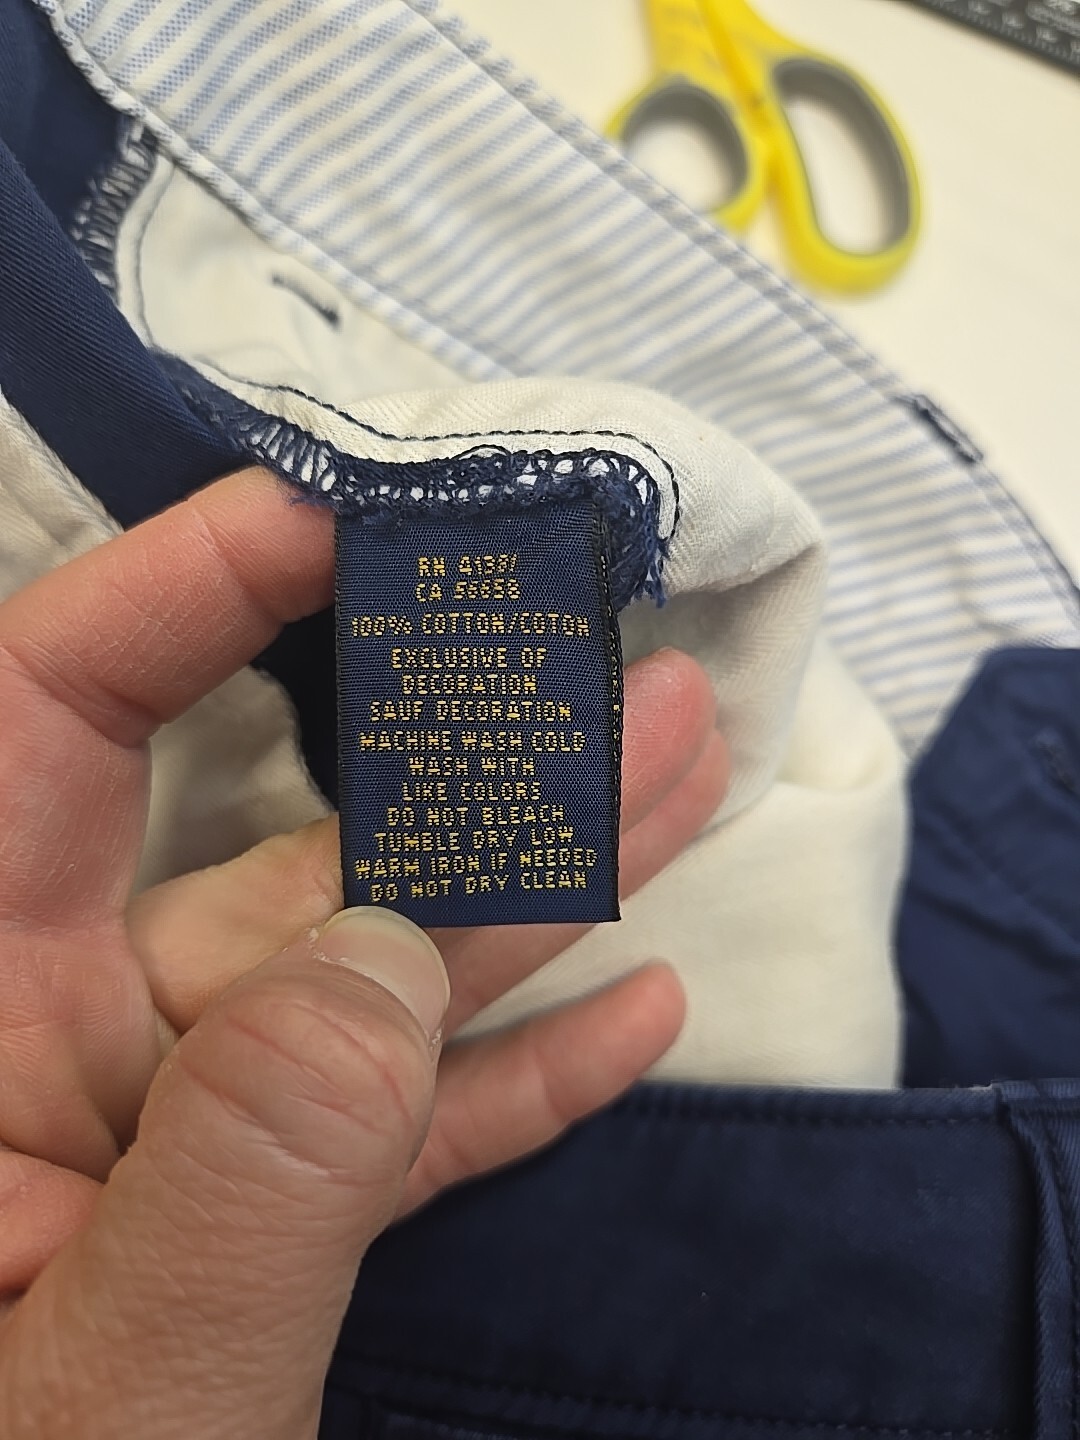 RN 41381
CA 56858
100% COTTON/COTON
EXCLUSIVE OF
DECORATION
SAUF DECORATION
MACHINE WASH COLD
WASH WITH
LIKE COLORS
DO NOT BLEACH
TUMBLE DRY LOW
WARM IRON IF NEEDED
DO NOT DRY CLEAN